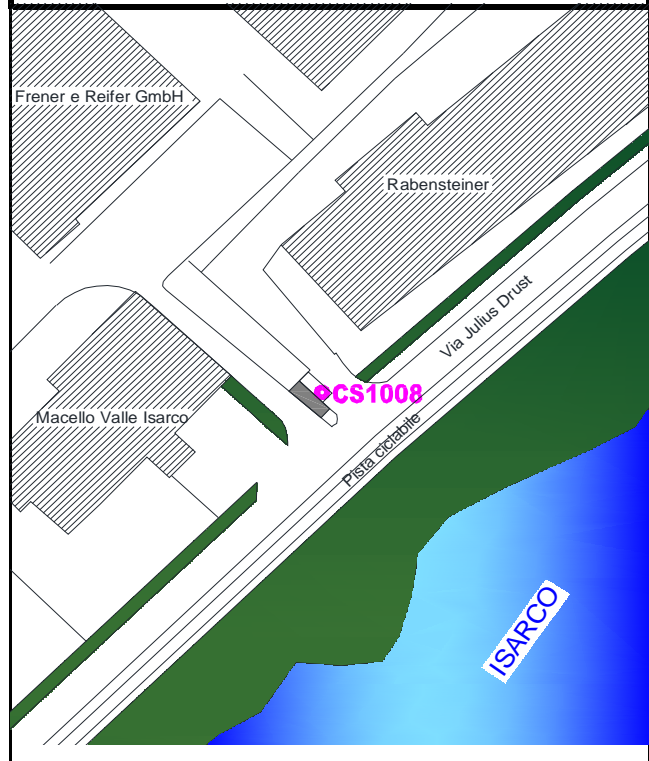 Frener e Reifer GmbH
Rabensteiner
Via Julius Drust
CS1008
Macello Valle Isarco
Pista ciclabile
ISARCO